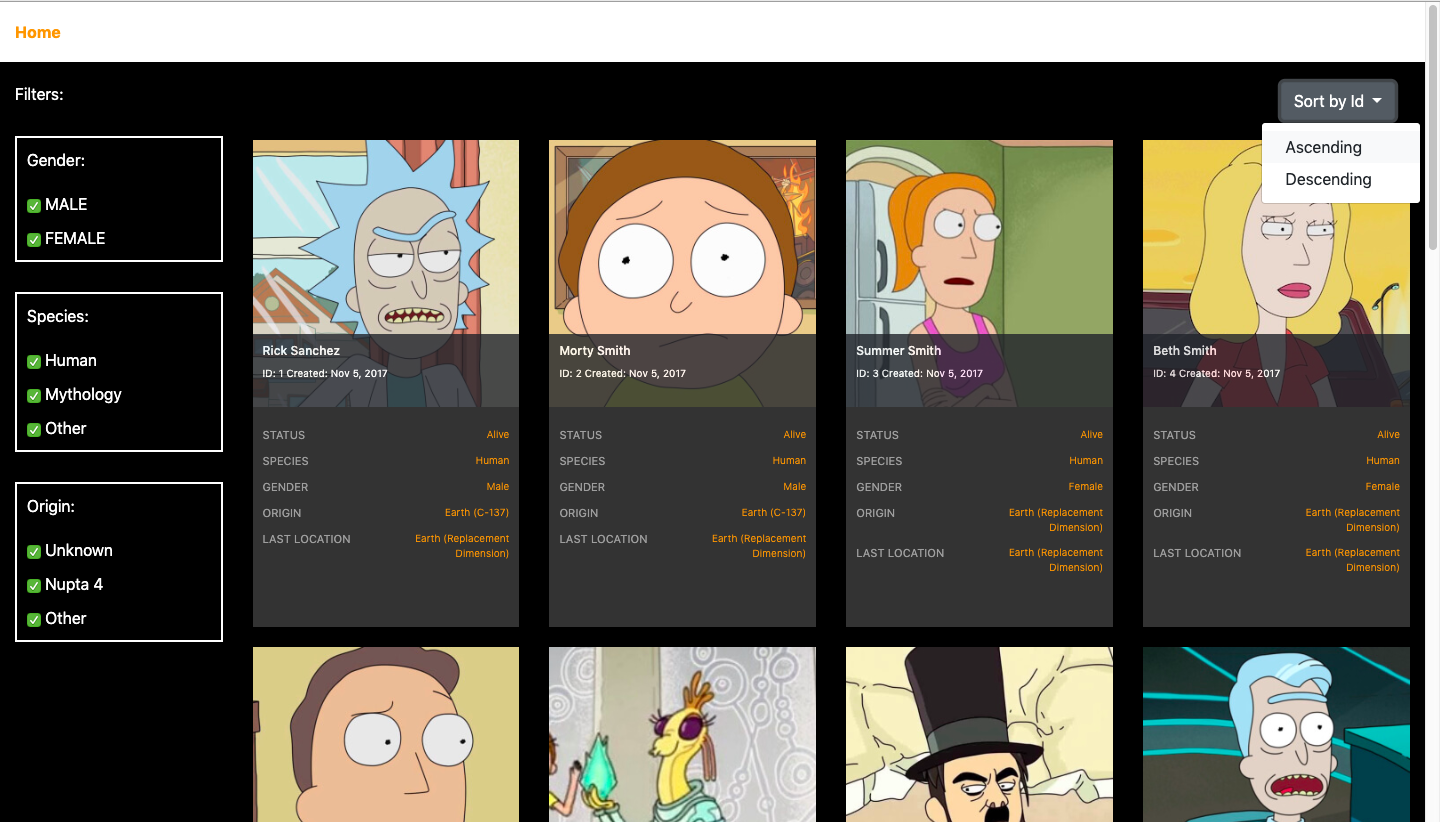 Home
Filters:
Sort by Id
Ascending
Descending
Gender:
✅ MALE
✅ FEMALE
Species:
✅ Human
✅ Mythology
✅ Other
Origin:
✅ Unknown
✅ Nupta 4
✅ Other
Rick Sanchez
ID: 1 Created: Nov 5, 2017
STATUS Alive
SPECIES Human
GENDER Male
ORIGIN Earth (C-137)
LAST LOCATION Earth (Replacement
Dimension)
Morty Smith
ID: 2 Created: Nov 5, 2017
STATUS Alive
SPECIES Human
GENDER Male
ORIGIN Earth (C-137)
LAST LOCATION Earth (Replacement
Dimension)
Summer Smith
ID: 3 Created: Nov 5, 2017
STATUS Alive
SPECIES Human
GENDER Female
ORIGIN Earth (Replacement
Dimension)
LAST LOCATION Earth (Replacement
Dimension)
Beth Smith
ID: 4 Created: Nov 5, 2017
STATUS Alive
SPECIES Human
GENDER Female
ORIGIN Earth (Replacement
Dimension)
LAST LOCATION Earth (Replacement
Dimension)